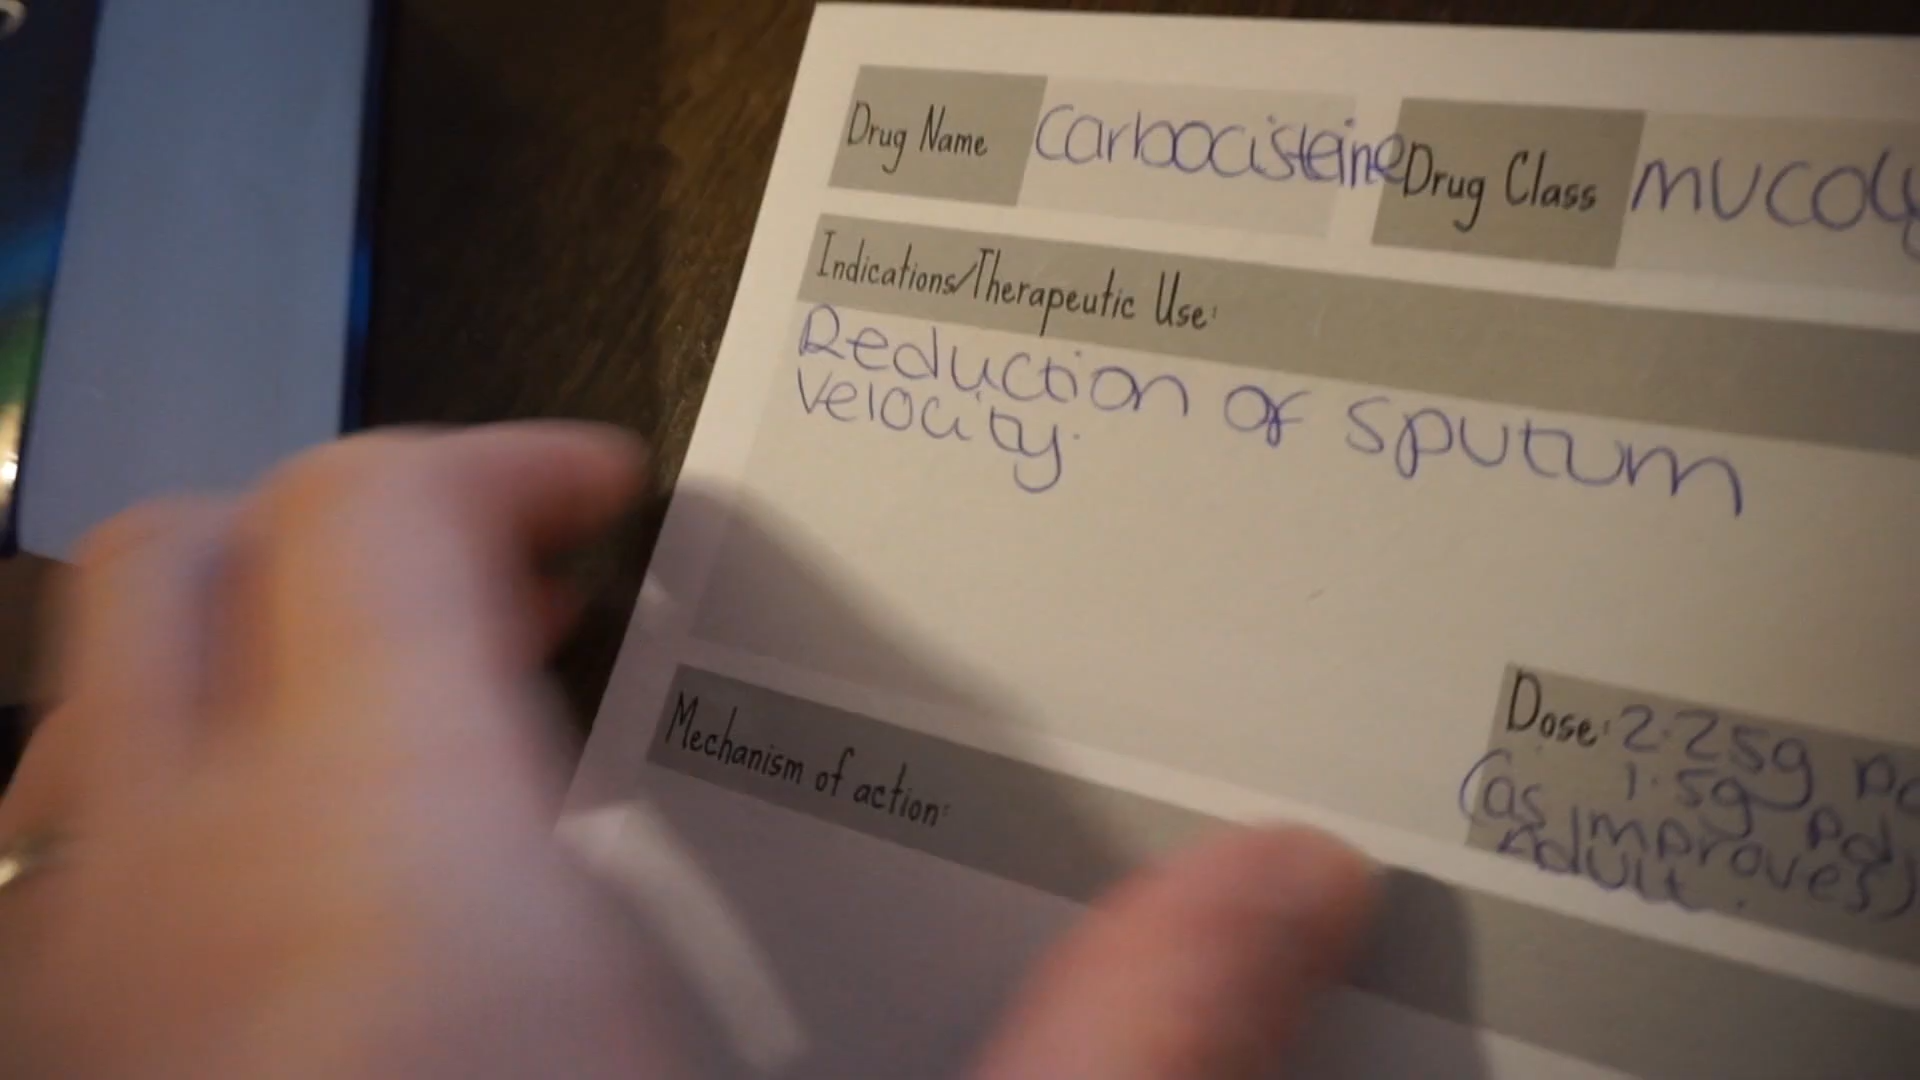 Drug Name Carbocisteine Drug Class mucoly
Indications/Therapeutic Use:
Reduction of sputum
velocity.
Dose: 2.25g pd
(as 1.5g pd
improves)
Adult.
Mechanism of action: